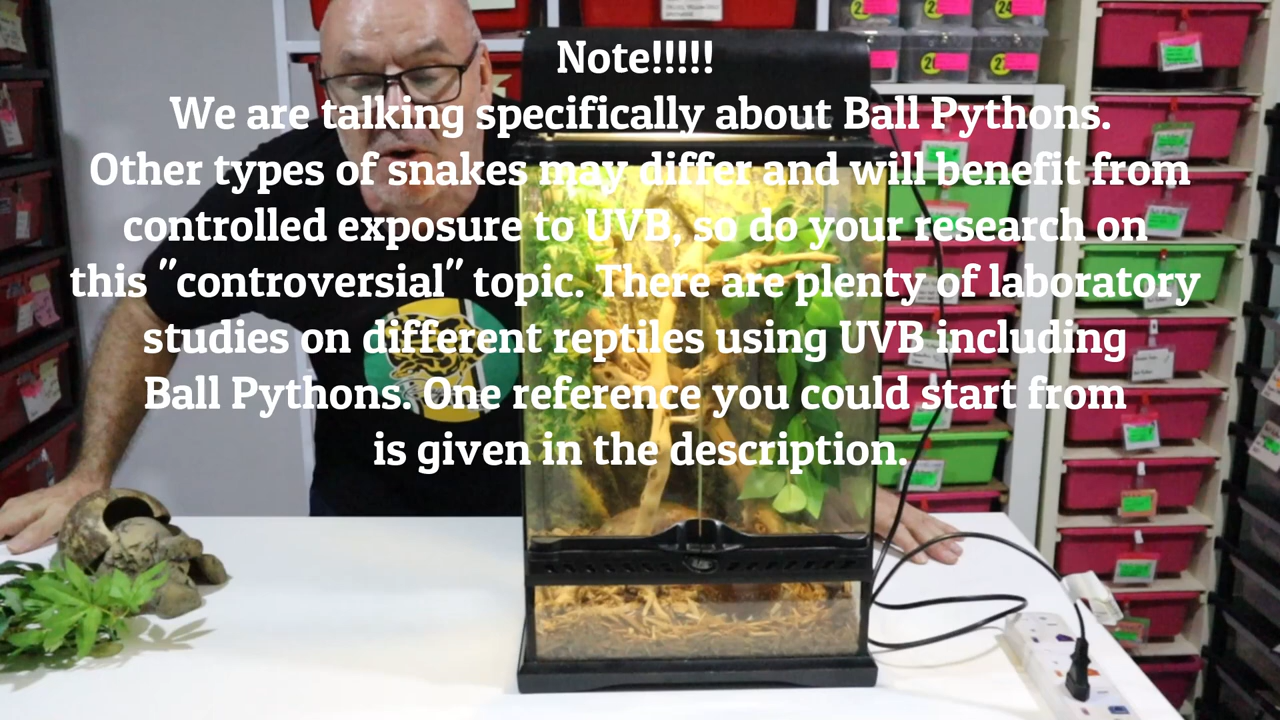 Note!!!!!
We are talking specifically about Ball Pythons.
Other types of snakes may differ and will benefit from
controlled exposure to UVB, so do your research on
this "controversial" topic. There are plenty of laboratory
studies on different reptiles using UVB including
Ball Pythons. One reference you could start from
is given in the description.
24
27